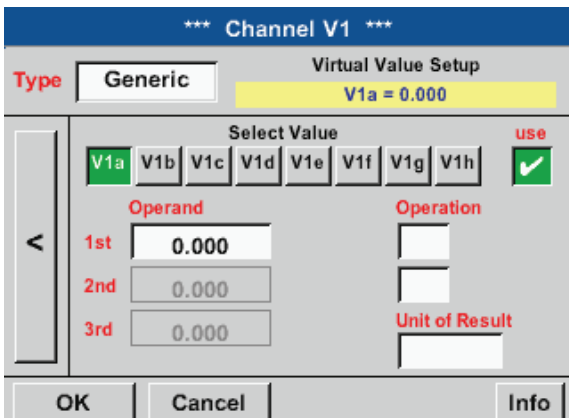 *** Channel V1 ***
Type Generic
Virtual Value Setup
V1a = 0.000
Select Value
use
V1a V1b V1c V1d V1e V1f V1g V1h
Operand Operation
<
1st 0.000
2nd 0.000
3rd 0.000
Unit of Result
OK Cancel Info